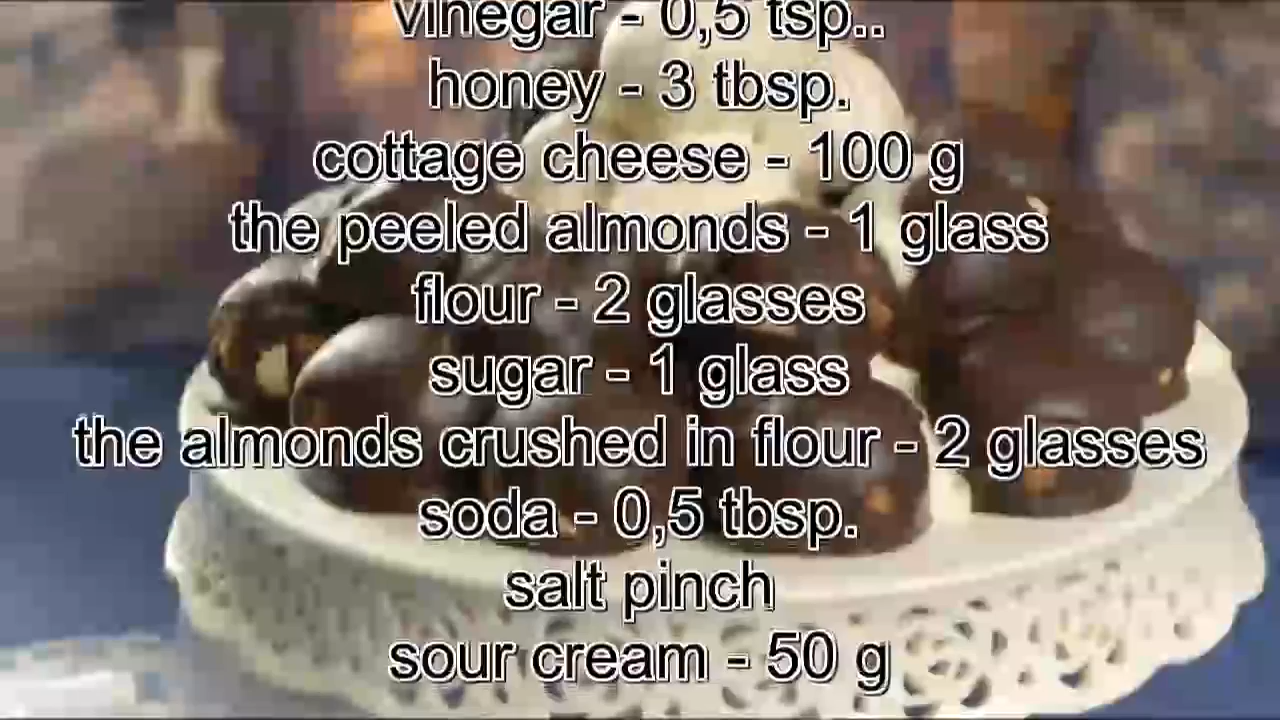 vinegar - 0,5 tsp..
honey - 3 tbsp.
cottage cheese - 100 g
the peeled almonds - 1 glass
flour - 2 glasses
sugar - 1 glass
the almonds crushed in flour - 2 glasses
soda - 0,5 tbsp.
salt pinch
sour cream - 50 g